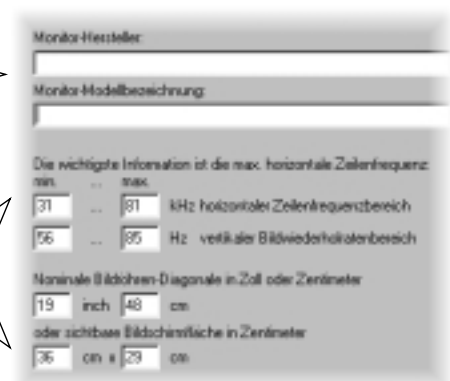 Monitor-Hersteller:
Monitor-Modellbezeichnung:
Die wichtigste Information ist die max. horizontale Zeilenfrequenz:
min. ... max.
31 ... 81 kHz horizontaler Zeilenfrequenzbereich
56 ... 85 Hz vertikaler Bildwiederholratenbereich
Nominale Bildröhren-Diagonale in Zoll oder Zentimeter
19 inch 48 cm
oder sichtbare Bildschirmfläche in Zentimeter
36 cm x 29 cm